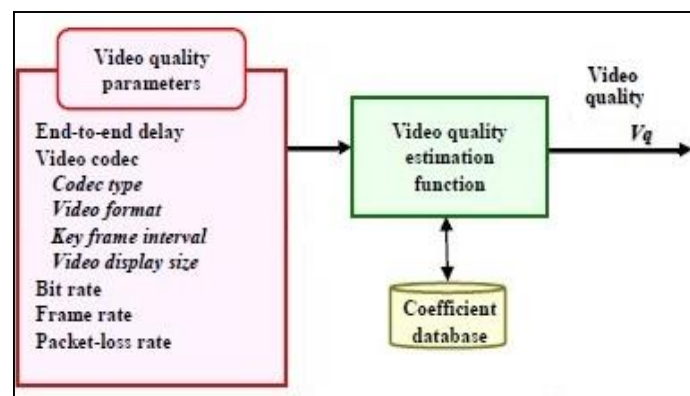 Video quality
parameters
End-to-end delay
Video codec
Codec type
Video format
Key frame interval
Video display size
Bit rate
Frame rate
Packet-loss rate
Video quality
estimation
function
Coefficient
database
Video
quality
Vq